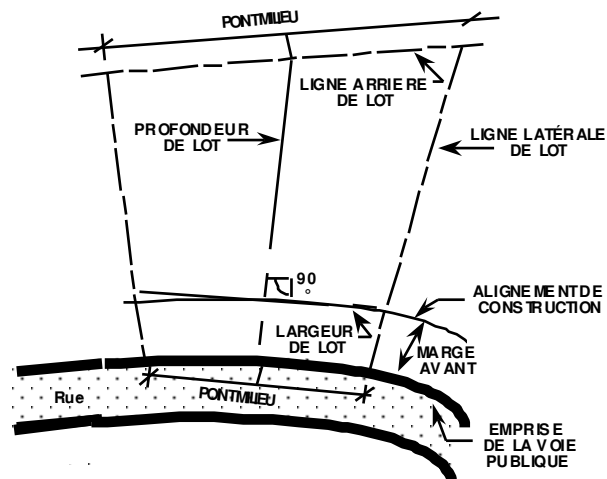 PONTMILIEU
LIGNE ARRIERE
DE LOT
PROFONDEUR
DE LOT
LIGNE LATÉRALE
DE LOT
90
°
ALIGNEMENT DE
CONSTRUCTION
LARGEUR
DE LOT
MARGE
AVANT
Rue
PONTMILIEU
EMPRISE
DE LA VOIE
PUBLIQUE